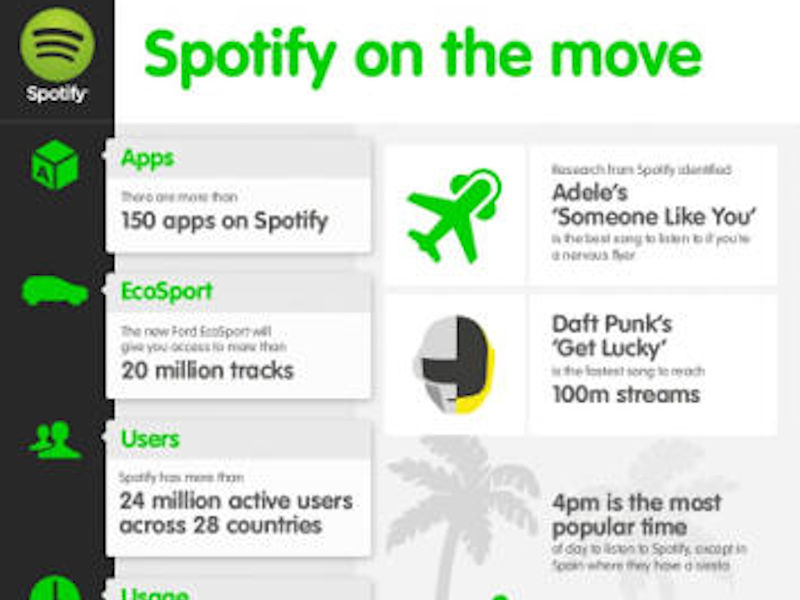 Spotify
Spotify on the move
Apps
There are more than
150 apps on Spotify
EcoSport
The new Ford EcoSport will
give you access to more than
20 million tracks
Users
Spotify has more than
24 million active users
across 28 countries
Usage
A
Research from Spotify identified
Adele's
'Someone Like You'
is the best song to listen to if you're
a nervous flyer
Daft Punk's
'Get Lucky'
is the fastest song to reach
100m streams
4pm is the most
popular time
of day to listen to Spotify, except in
Spain where they have a siesta